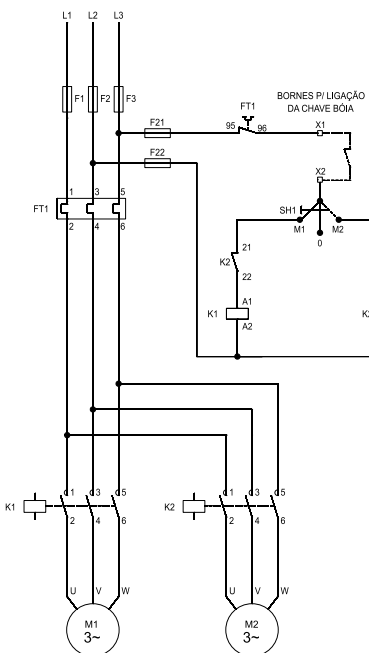 L1 L2 L3
F1 F2 F3
BORNES P/ LIGAÇÃO
DA CHAVE BÓIA
FT1
F21 95 96 X1
F22
X2
FT1 1 3 5
2 4 6
SH1
M1 M2
0
K2 21
22
K1 A1
A2
K1 1 3 5
2 4 6
K2 1 3 5
2 4 6
U V W
U V W
M1
3~
M2
3~